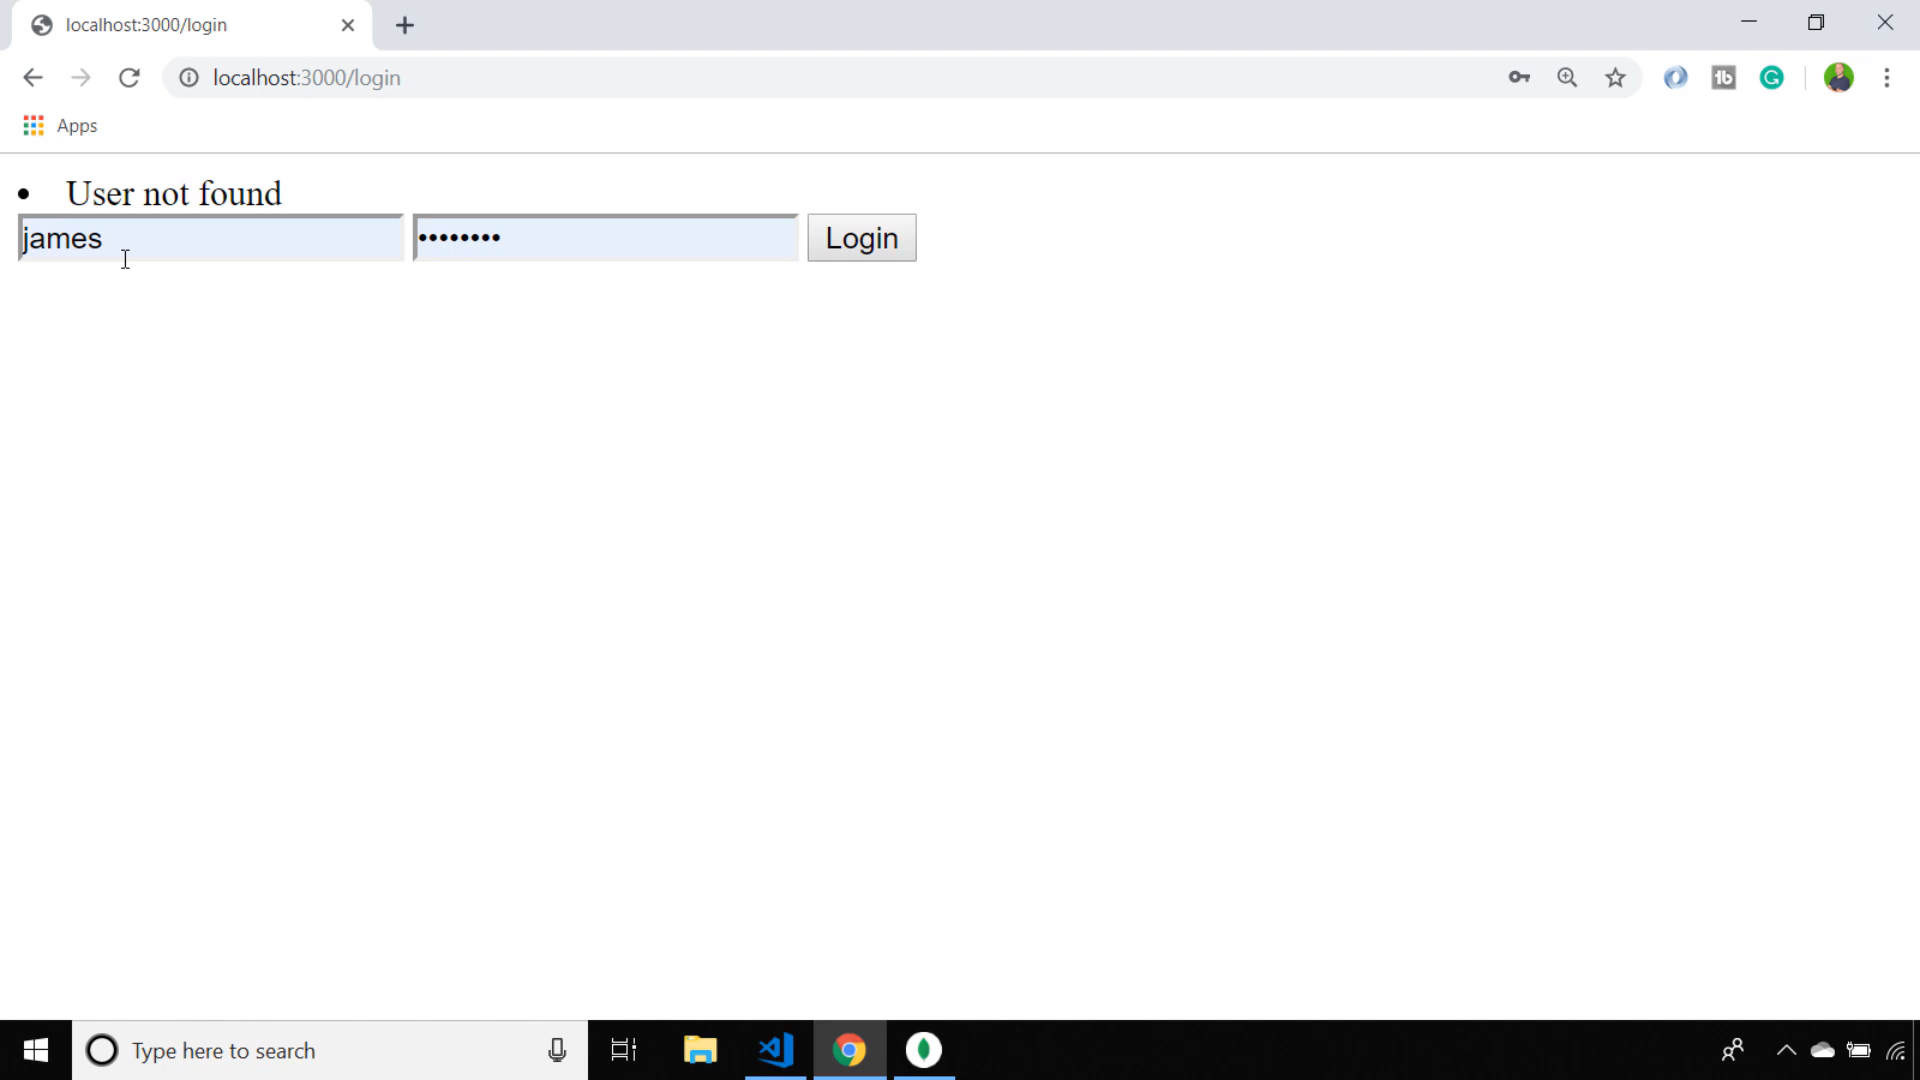 localhost:3000/login
localhost:3000/login
Apps
• User not found
james •••••••• Login
Type here to search